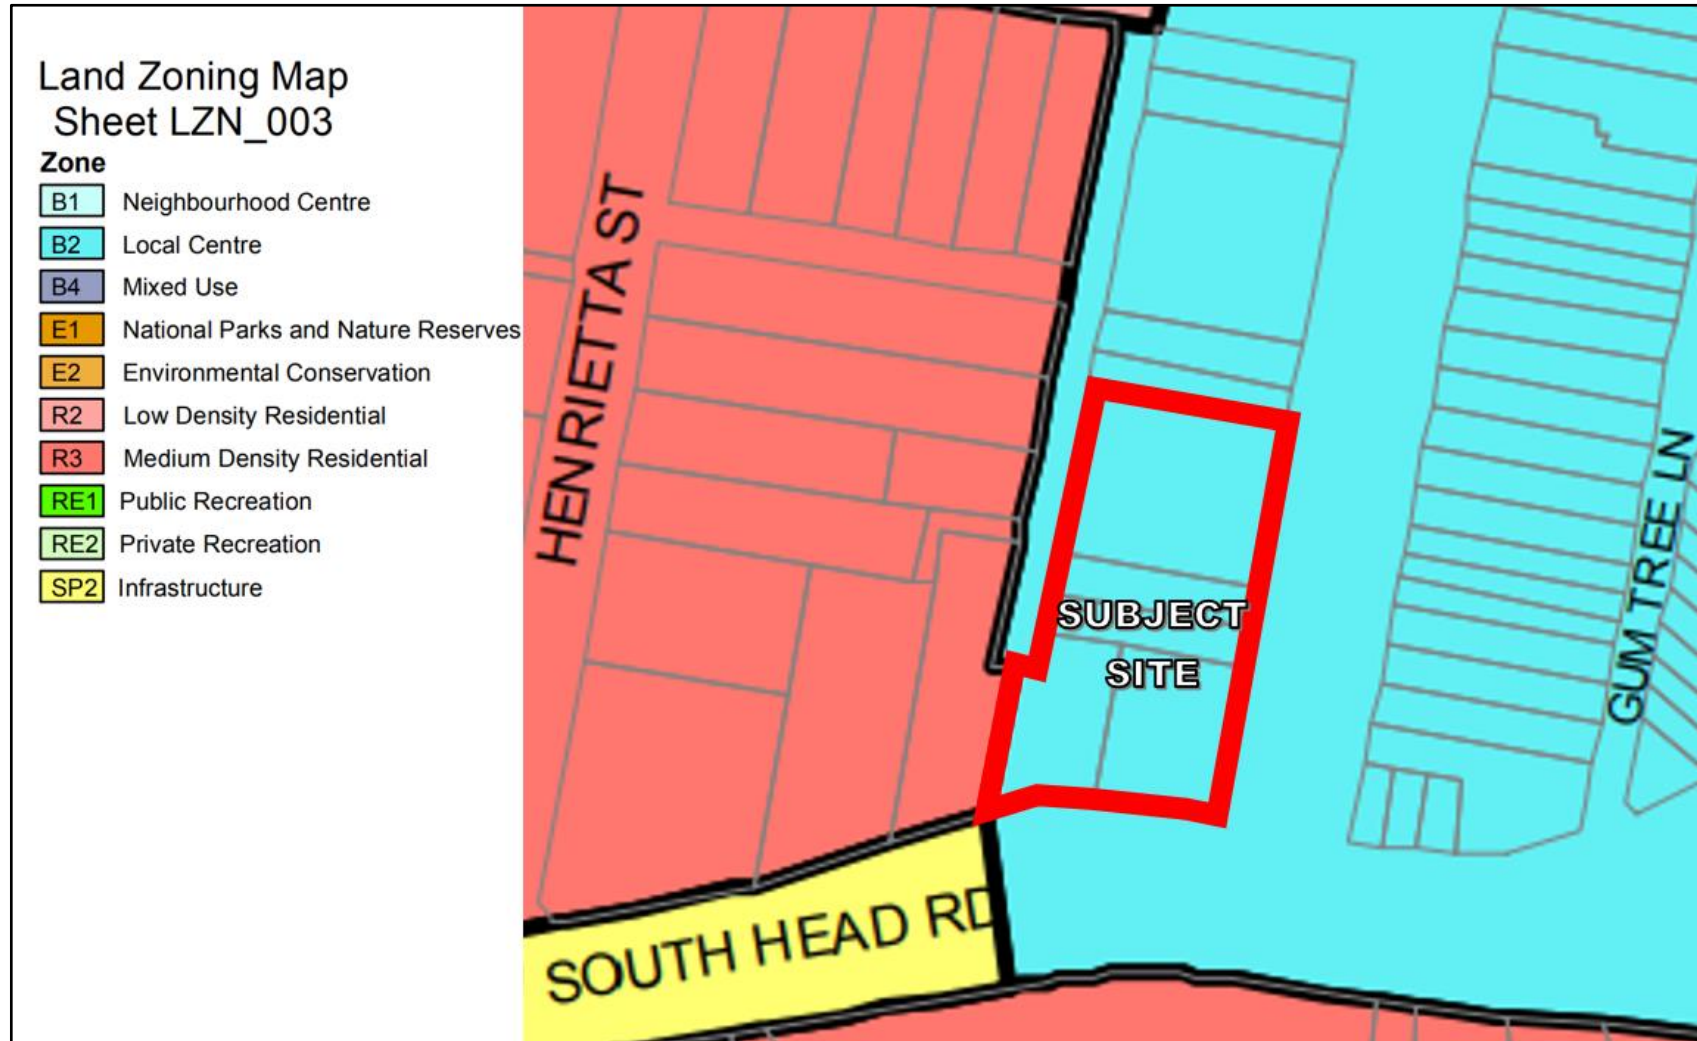 Land Zoning Map
Sheet LZN_003
Zone
B1 Neighbourhood Centre
B2 Local Centre
B4 Mixed Use
E1 National Parks and Nature Reserves
E2 Environmental Conservation
R2 Low Density Residential
R3 Medium Density Residential
RE1 Public Recreation
RE2 Private Recreation
SP2 Infrastructure
HENRIETTA ST
SUBJECT
SITE
GUM TREE LN
SOUTH HEAD RD